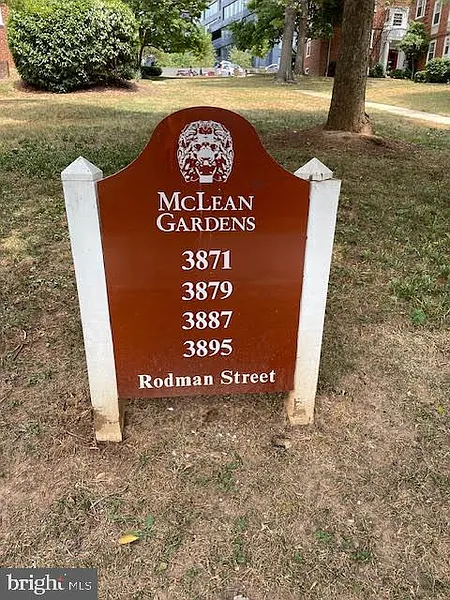 McLean
Gardens
3871
3879
3887
3895
Rodman Street
bright MLS